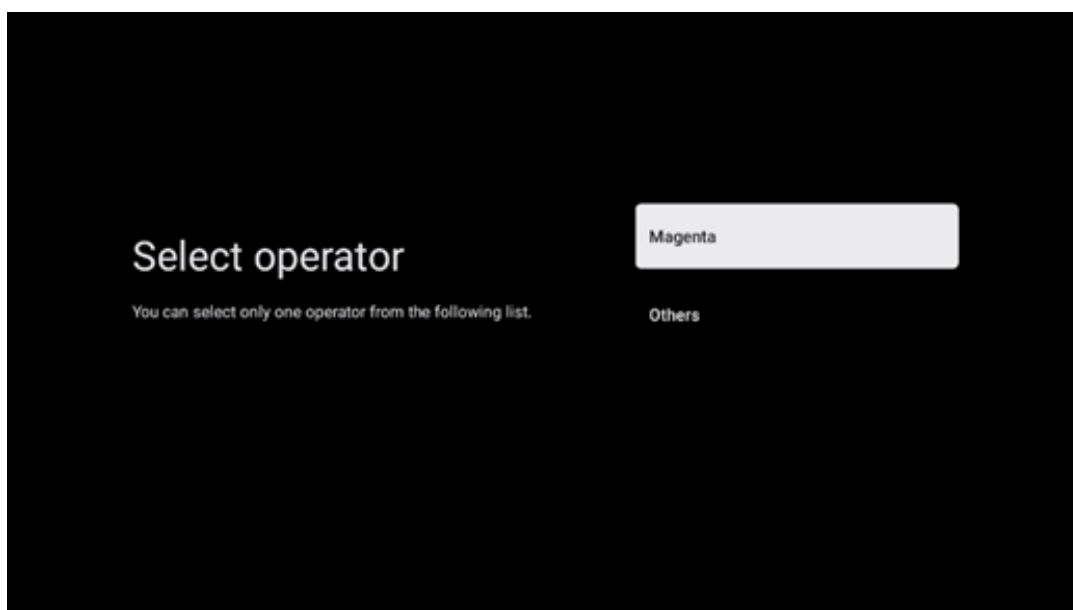 Select operator
You can select only one operator from the following list.
Magenta
Others